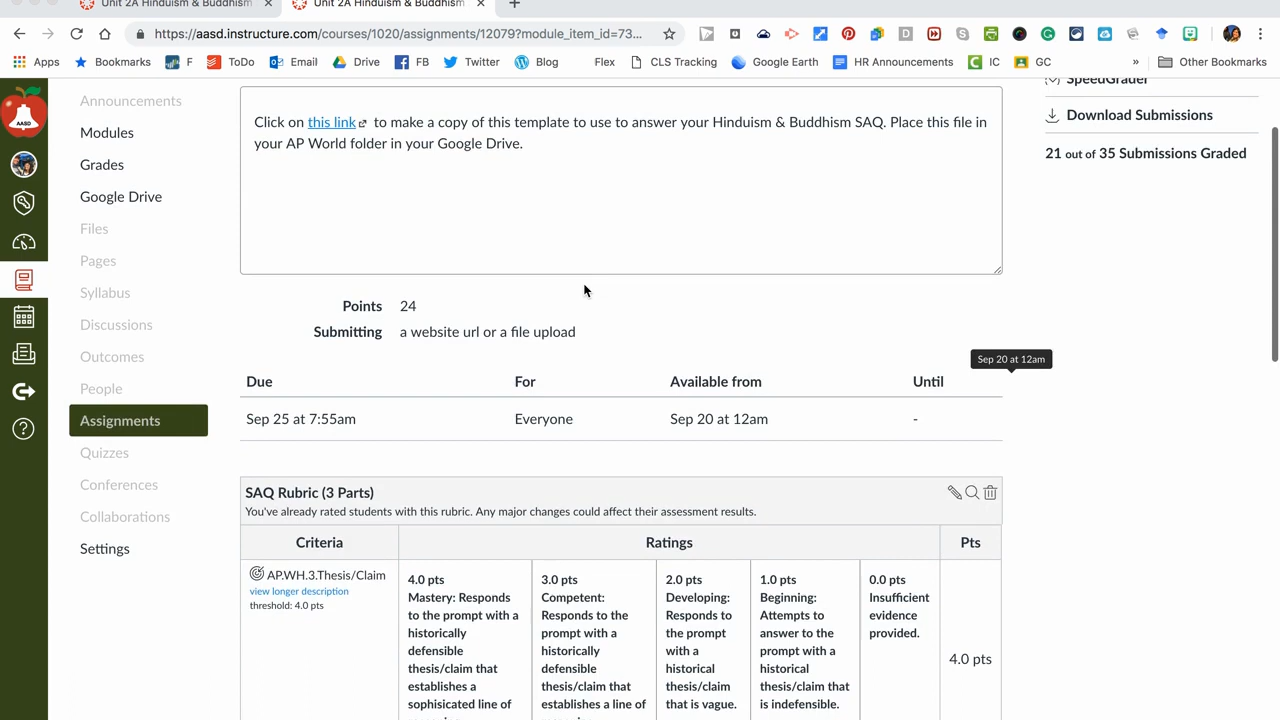 Unit 2A Hinduism & Buddhism × Unit 2A Hinduism & Buddhism × +
https://aasd.instructure.com/courses/1020/assignments/12079?module_item_id=73...
Apps Bookmarks F ToDo Email Drive FB Twitter Blog Flex CLS Tracking Google Earth HR Announcements IC GC » Other Bookmarks
AASD
Announcements
Modules
Grades
Google Drive
Files
Pages
Syllabus
Discussions
Outcomes
People
Assignments
Quizzes
Conferences
Collaborations
Settings
Click on this link to make a copy of this template to use to answer your Hinduism & Buddhism SAQ. Place this file in
your AP World folder in your Google Drive.
Points 24
Submitting a website url or a file upload
Due For Available from Until
Sep 25 at 7:55am Everyone Sep 20 at 12am -
Sep 20 at 12am
SpeedGrader
Download Submissions
21 out of 35 Submissions Graded
SAQ Rubric (3 Parts)
You've already rated students with this rubric. Any major changes could affect their assessment results.
Criteria Ratings Pts
AP.WH.3.Thesis/Claim
view longer description
threshold: 4.0 pts
4.0 pts
Mastery: Responds
to the prompt with a
historically
defensible
thesis/claim that
establishes a
sophisicated line of
3.0 pts
Competent:
Responds to the
prompt with a
historically
defensible
thesis/claim that
establishes a line of
2.0 pts
Developing:
Responds to
the prompt
with a
historical
thesis/claim
that is vague.
1.0 pts
Beginning:
Attempts to
answer to the
prompt with a
historical
thesis/claim that
is indefensible.
0.0 pts
Insufficient
evidence
provided.
4.0 pts